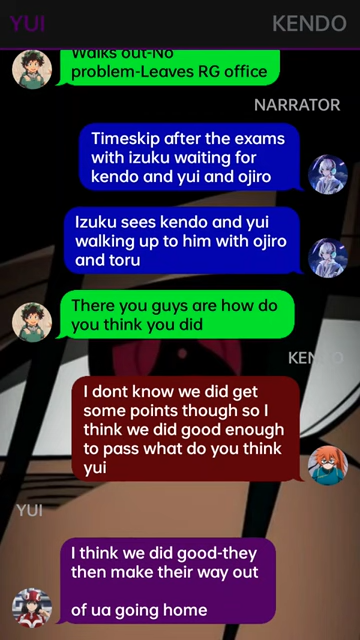 YUI
KENDO
Walks out-No
problem-Leaves RG office
NARRATOR
Timeskip after the exams
with izuku waiting for
kendo and yui and ojiro
Izuku sees kendo and yui
walking up to him with ojiro
and toru
There you guys are how do
you think you did
KENDO
I dont know we did get
some points though so I
think we did good enough
to pass what do you think
yui
YUI
I think we did good-they
then make their way out
of ua going home